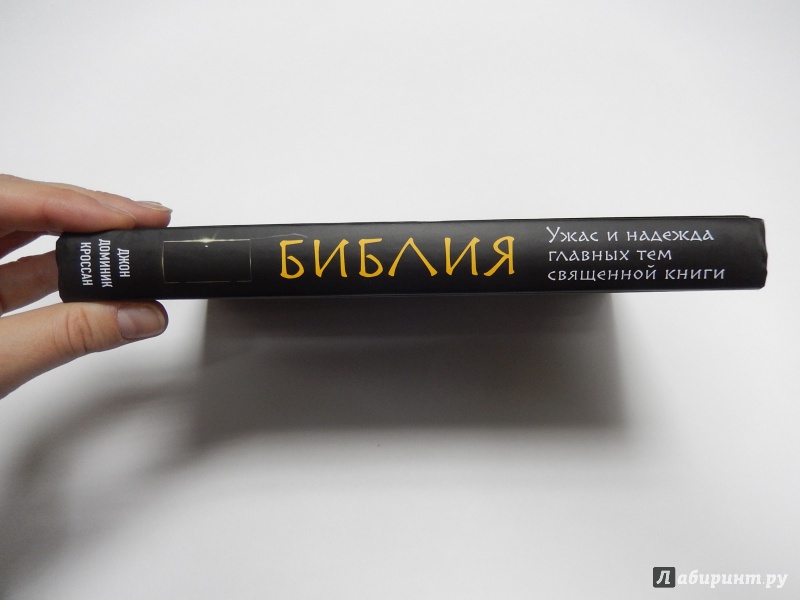 ДЖОН
ДОМИНИК
КРОССАН
БИБЛИЯ
Ужас и надежда
главных тем
священной книги
Лабиринт.ру